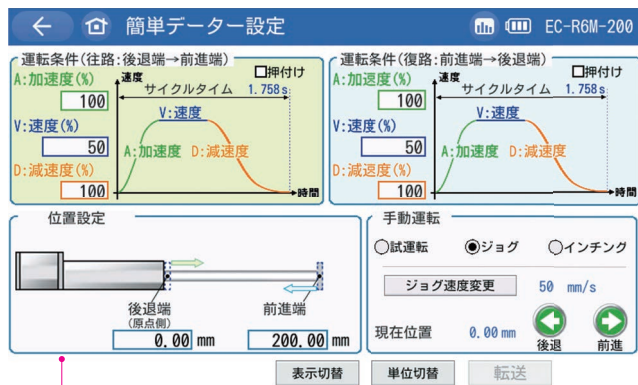 簡単データー設定
EC-R6M-200
運転条件(往路:後退端→前進端)
A:加速度(%)
100
V:速度(%)
50
D:減速度(%)
100
速度
□押付け
サイクルタイム 1.758s
V:速度
A:加速度 D:減速度
時間
運転条件(復路:前進端→後退端)
A:加速度(%)
100
V:速度(%)
50
D:減速度(%)
100
速度
□押付け
サイクルタイム 1.758s
V:速度
A:加速度 D:減速度
時間
位置設定
後退端
(原点側)
0.00 mm
前進端
200.00 mm
手動運転
試運転 ジョグ インチング
ジョグ速度変更 50 mm/s
現在位置 0.00 mm
後退 前進
表示切替 単位切替 転送